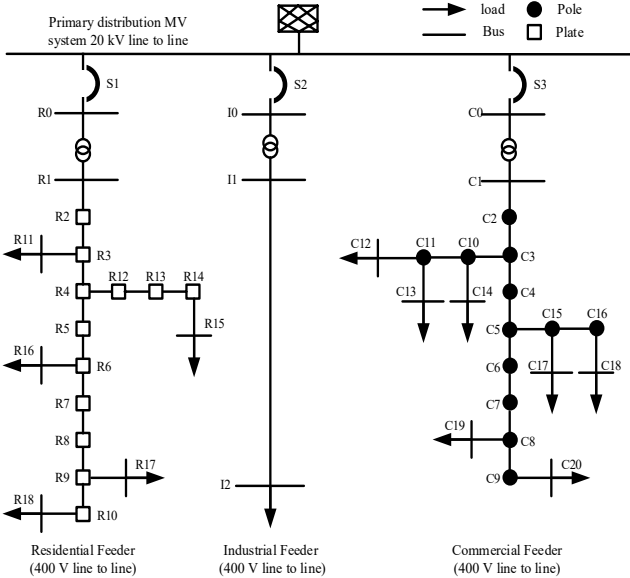 Primary distribution MV
system 20 kV line to line
load
Pole
Bus
Plate
S1
S2
S3
R0
I0
C0
R1
I1
C1
R2
C2
R11
R3
C12
C11
C10
C3
R12
R13
R14
R4
C13
C14
C4
R5
R15
C5
C15
C16
R16
R6
C6
C17
C18
R7
C7
R8
C19
C8
R9
R17
C9
C20
I2
R18
R10
Residential Feeder
(400 V line to line)
Industrial Feeder
(400 V line to line)
Commercial Feeder
(400 V line to line)